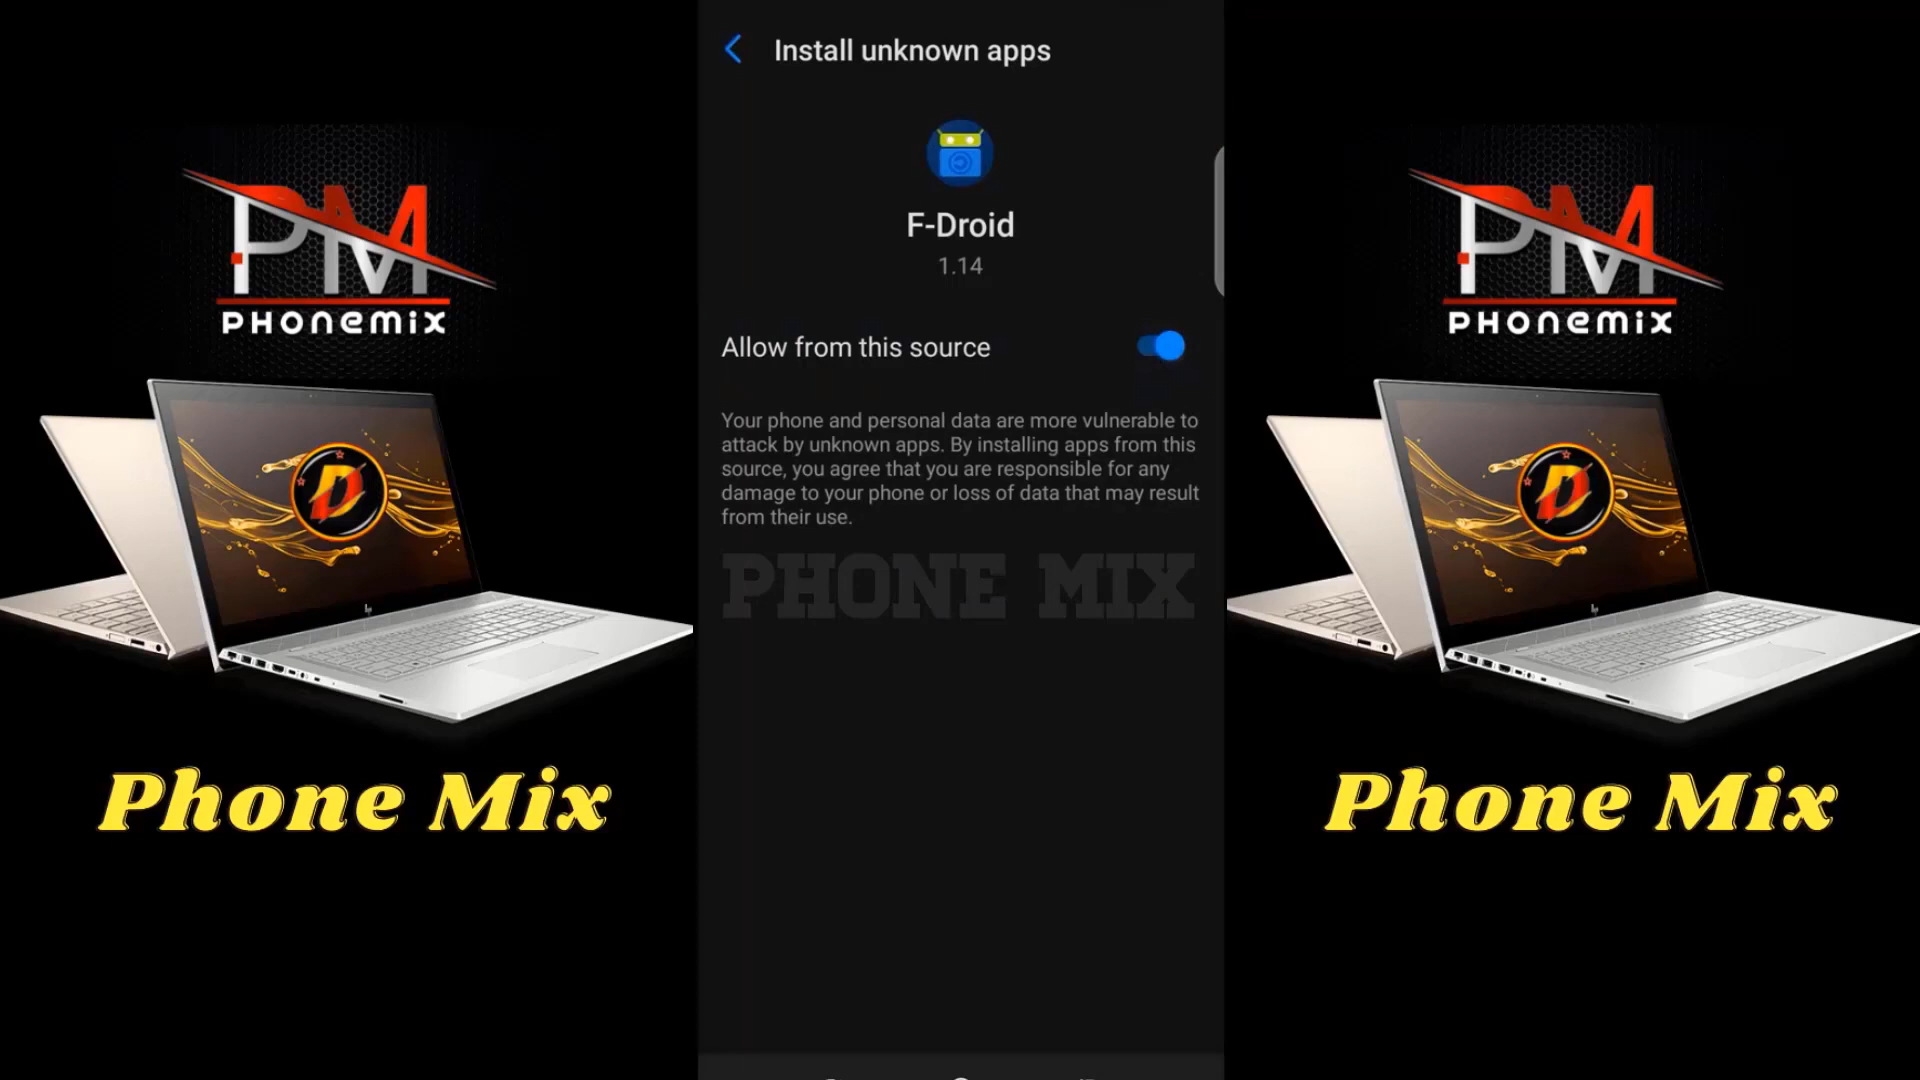 Install unknown apps
F-Droid
1.14
Allow from this source
Your phone and personal data are more vulnerable to
attack by unknown apps. By installing apps from this
source, you agree that you are responsible for any
damage to your phone or loss of data that may result
from their use.
PHONE MIX
PM
PHONEMIX
D
hp
Phone Mix
PM
PHONEMIX
D
hp
Phone Mix